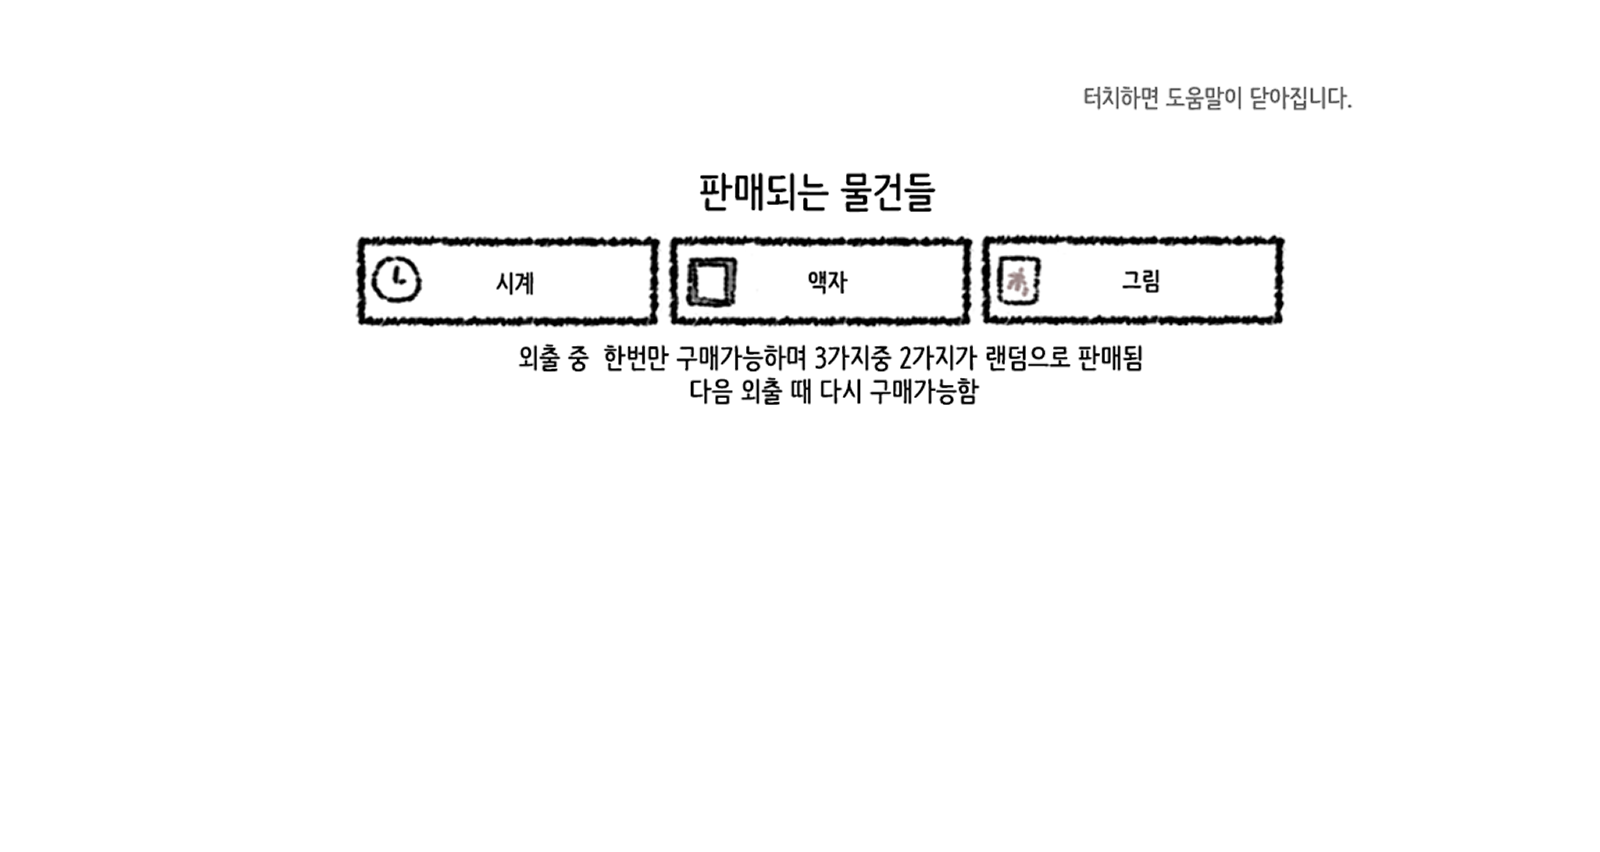 터치하면 도움말이 닫아집니다.
판매되는 물건들
시계
액자
그림
외출 중 한번만 구매가능하며 3가지중 2가지가 랜덤으로 판매됨
다음 외출 때 다시 구매가능함